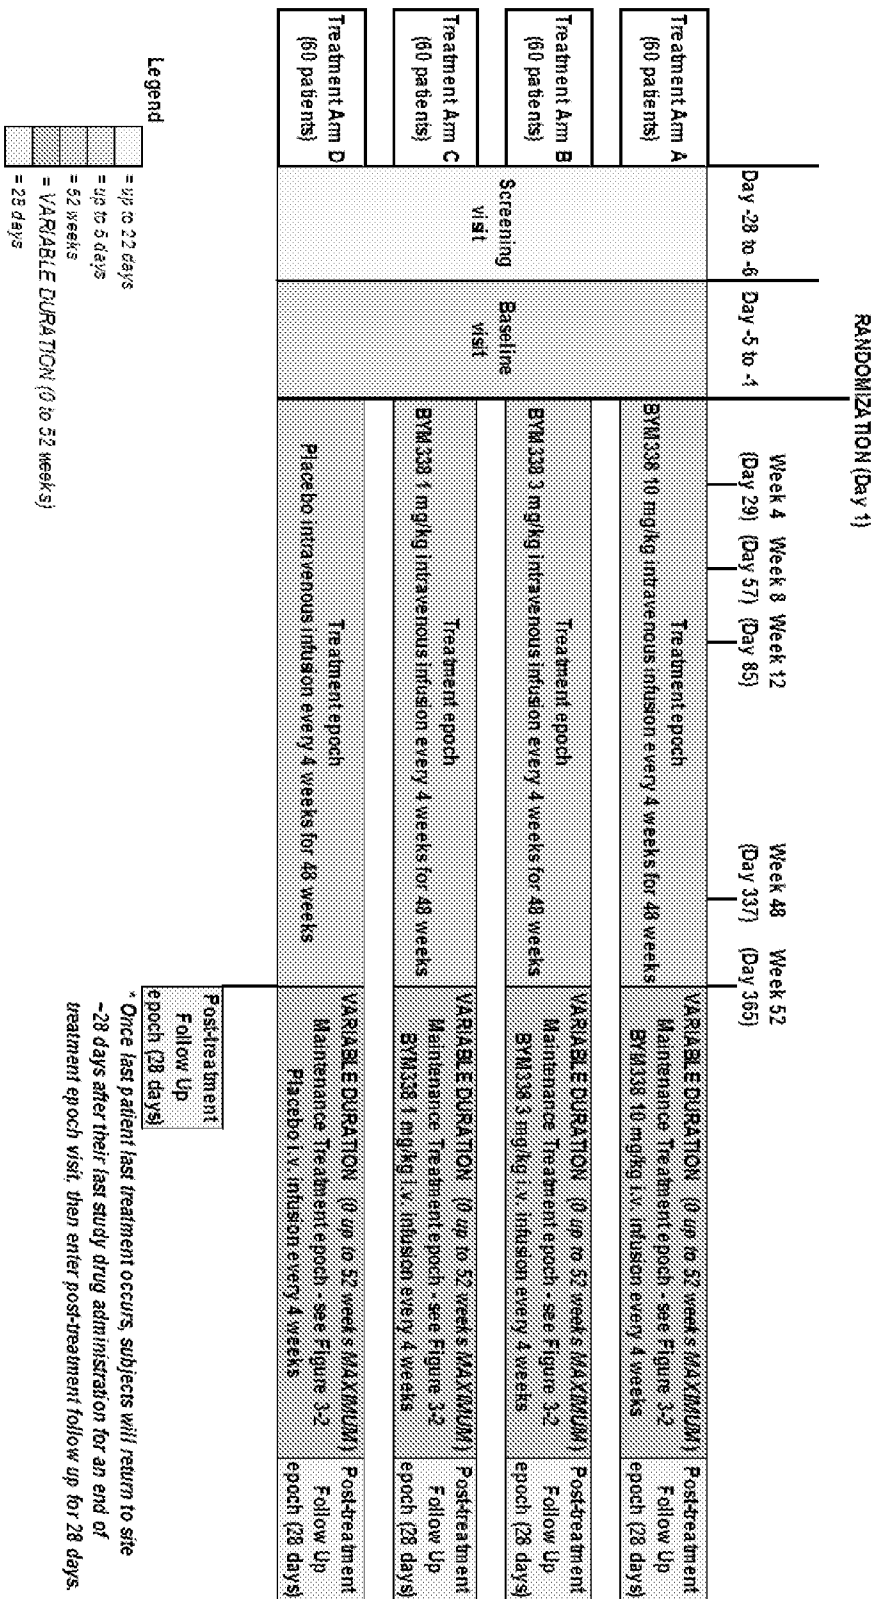 RANDOMIZATION (Day 1)
Day -28 to -6
Day -5 to -1
Week 4
(Day 29)
Week 8
(Day 57)
Week 12
(Day 85)
Week 48
(Day 337)
Week 52
(Day 365)
Treatment Arm A
(60 patients)
Screening
visit
Baseline
visit
Treatment epoch
BYM338 10 mg/kg intravenous infusion every 4 weeks for 48 weeks
VARIABLE DURATION (0 up to 52 weeks MAXIMUM)
Maintenance Treatment epoch - see Figure 3-2
BYM338 10 mg/kg i.v. infusion every 4 weeks
Post-treatment
Follow Up
epoch (28 days)
Treatment Arm B
(60 patients)
Treatment epoch
BYM338 3 mg/kg intravenous infusion every 4 weeks for 48 weeks
VARIABLE DURATION (0 up to 52 weeks MAXIMUM)
Maintenance Treatment epoch - see Figure 3-2
BYM338 3 mg/kg i.v. infusion every 4 weeks
Post-treatment
Follow Up
epoch (28 days)
Treatment Arm C
(60 patients)
Treatment epoch
BYM338 1 mg/kg intravenous infusion every 4 weeks for 48 weeks
VARIABLE DURATION (0 up to 52 weeks MAXIMUM)
Maintenance Treatment epoch - see Figure 3-2
BYM338 1 mg/kg i.v. infusion every 4 weeks
Post-treatment
Follow Up
epoch (28 days)
Treatment Arm D
(60 patients)
Treatment epoch
Placebo intravenous infusion every 4 weeks for 48 weeks
VARIABLE DURATION (0 up to 52 weeks MAXIMUM)
Maintenance Treatment epoch - see Figure 3-2
Placebo i.v. infusion every 4 weeks
Post-treatment
Follow Up
epoch (28 days)
Post-treatment
Follow Up
epoch (28 days)
* Once last patient last treatment occurs, subjects will return to site
~28 days after their last study drug administration for an end of
treatment epoch visit, then enter post-treatment follow up for 28 days.
Legend
= up to 22 days
= up to 5 days
= 52 weeks
= VARIABLE DURATION (0 to 52 weeks)
= 28 days